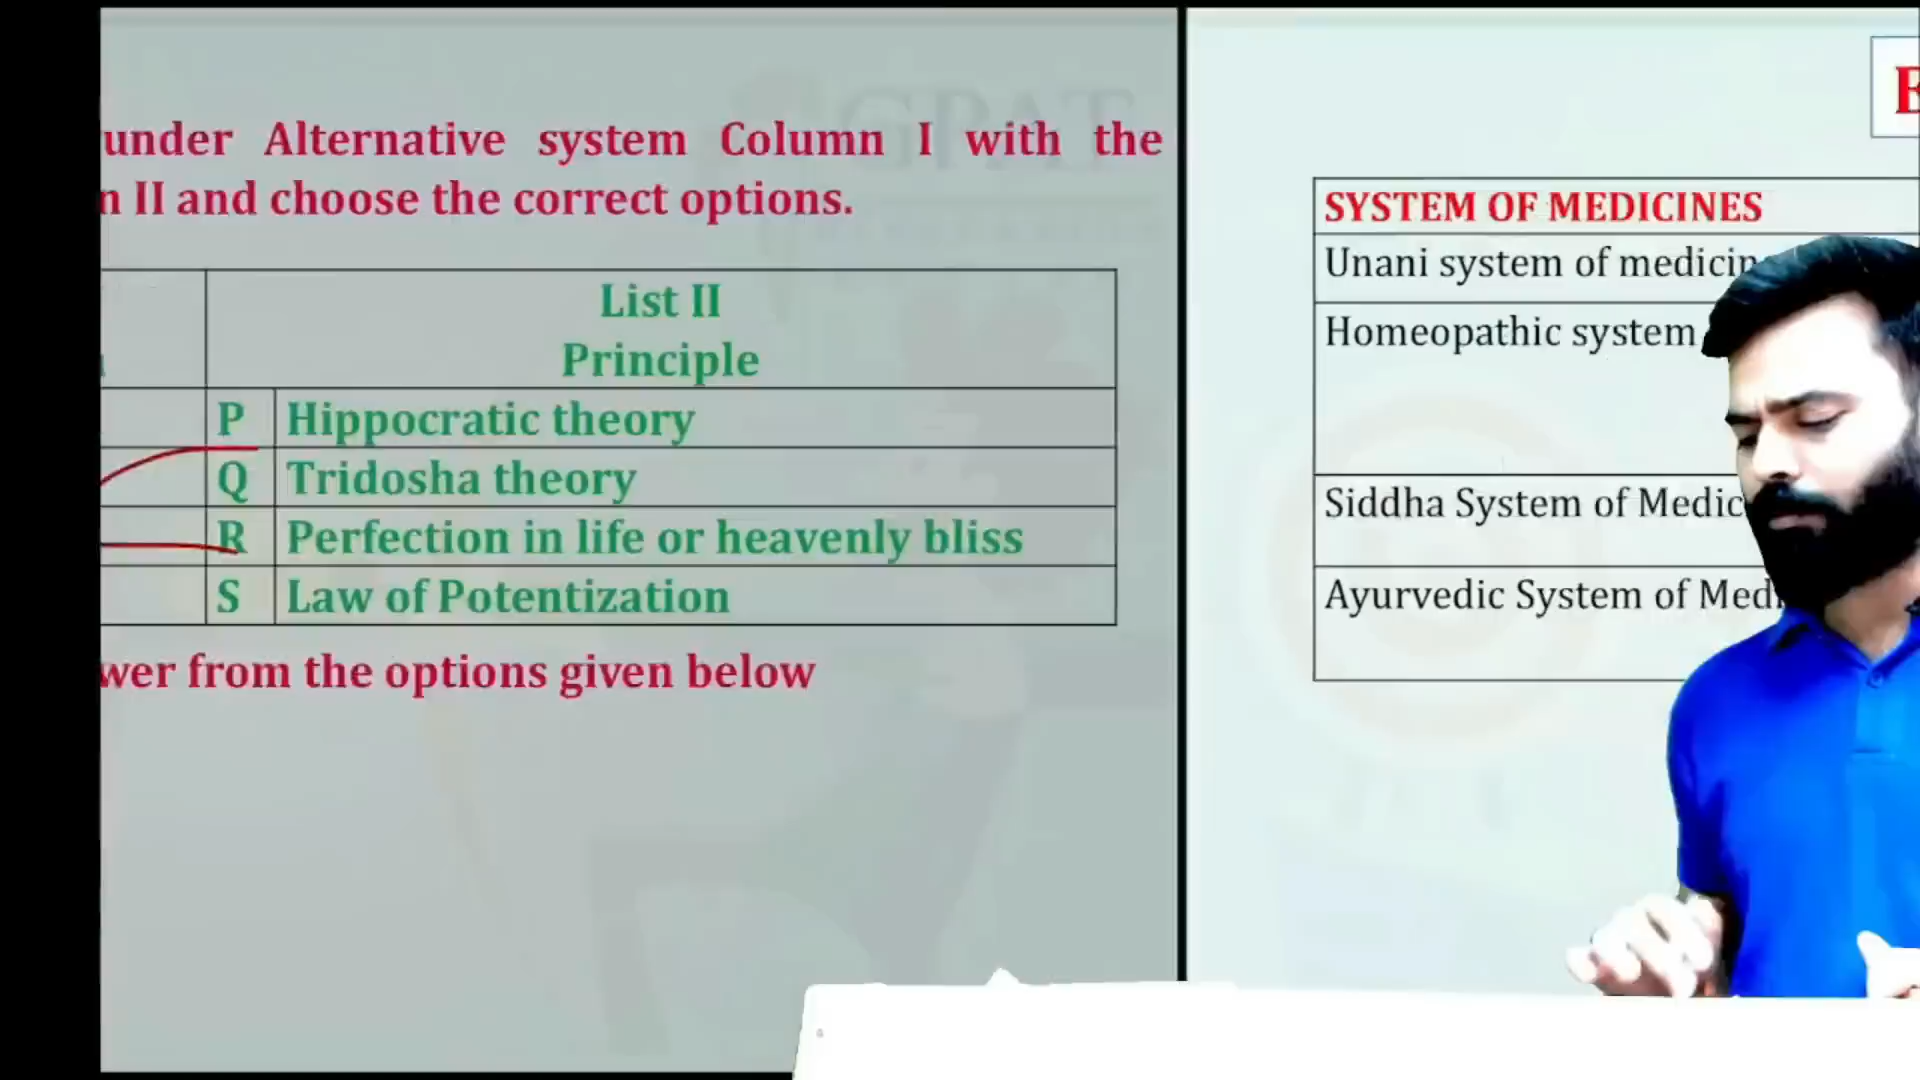 under Alternative system Column I with the
n II and choose the correct options.
List II
Principle
P Hippocratic theory
Q Tridosha theory
R Perfection in life or heavenly bliss
S Law of Potentization
wer from the options given below
SYSTEM OF MEDICINES
Unani system of medicin
Homeopathic system
Siddha System of Medic
Ayurvedic System of Med
GPAT